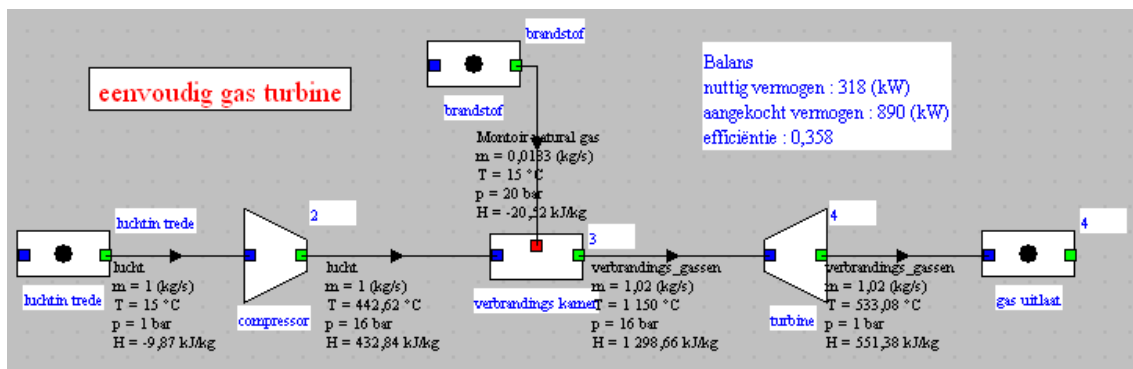 brandstof
eenvoudig gas turbine
Balans
nuttig vermogen : 318 (kW)
aangekocht vermogen : 890 (kW)
efficiëntie : 0,358
brandstof
Montoir natural gas
m = 0,0183 (kg/s)
T = 15 °C
p = 20 bar
H = -20,52 kJ/kg
luchtin trede
2
3
4
4
lucht
m = 1 (kg/s)
T = 15 °C
p = 1 bar
H = -9,87 kJ/kg
luchtin trede
compressor
lucht
m = 1 (kg/s)
T = 442,62 °C
p = 16 bar
H = 432,84 kJ/kg
verbrandings kamer
verbrandings_gassen
m = 1,02 (kg/s)
T = 1 150 °C
p = 16 bar
H = 1 298,66 kJ/kg
turbine
verbrandings_gassen
m = 1,02 (kg/s)
T = 533,08 °C
p = 1 bar
H = 551,38 kJ/kg
gas uitlaat